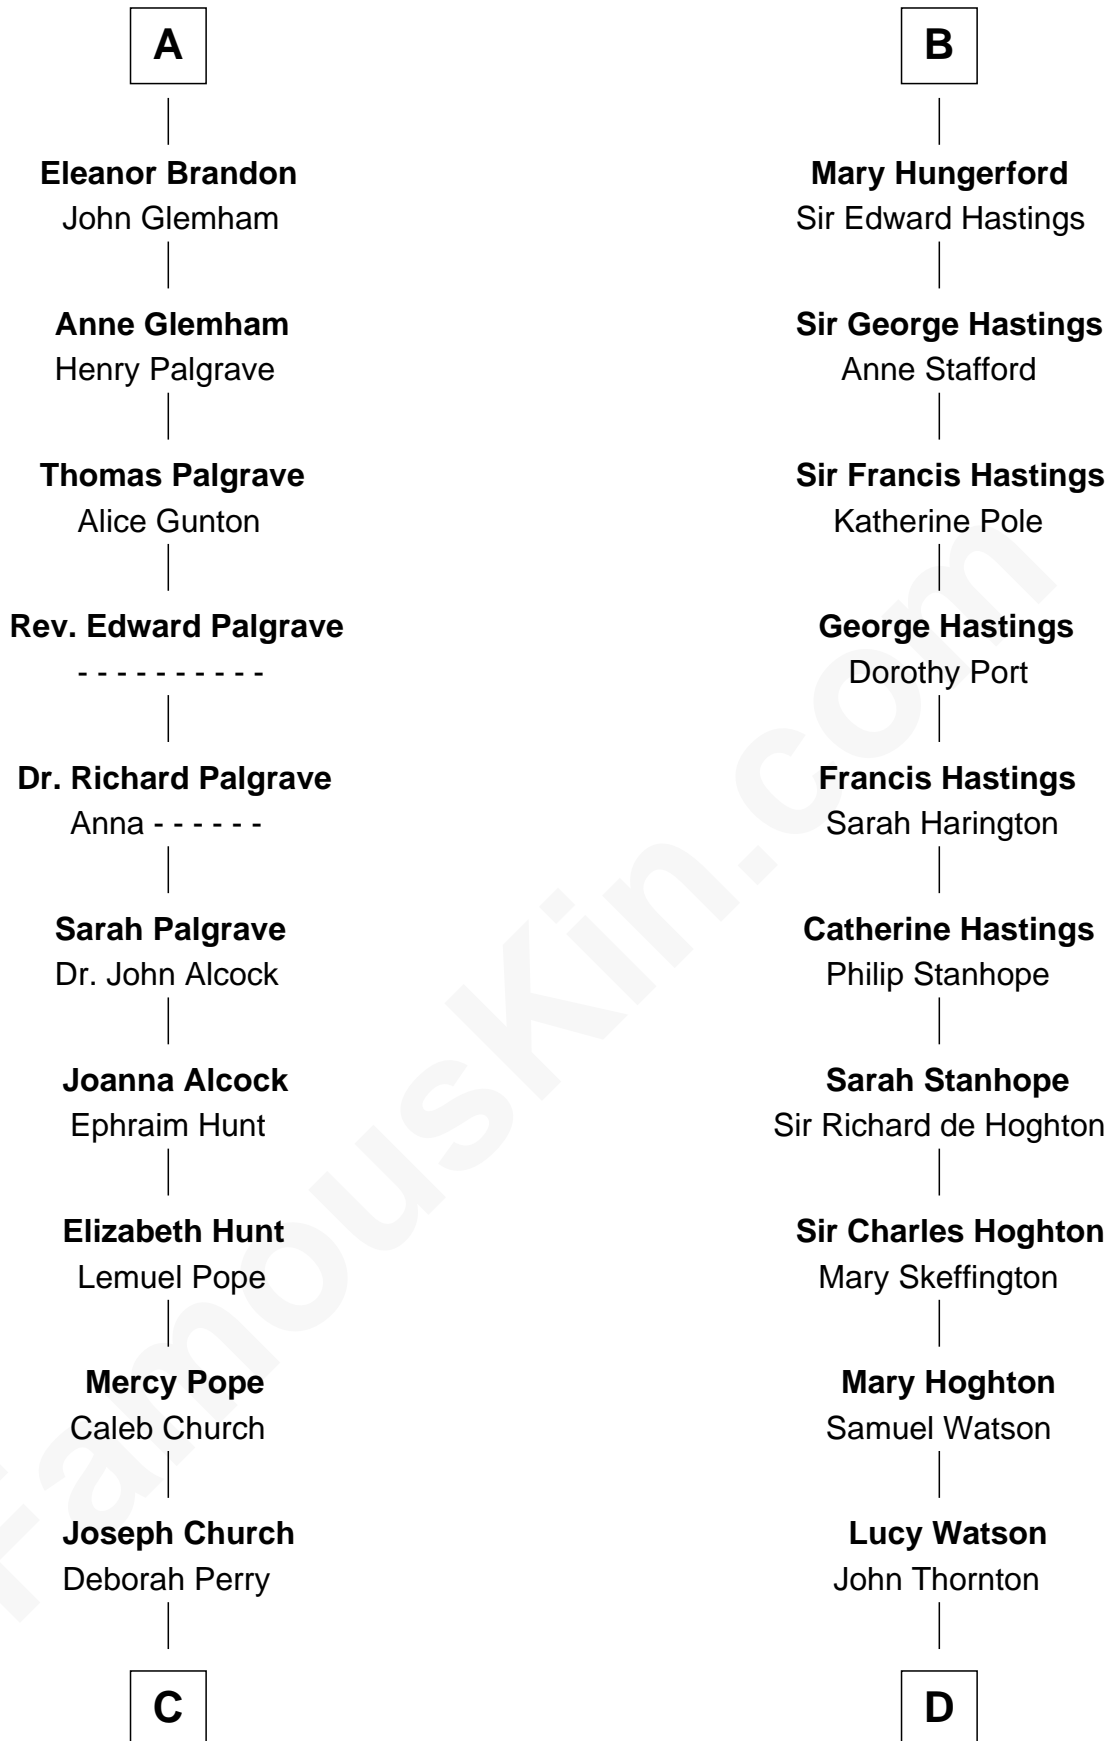 A
Eleanor Brandon
John Glemham
Anne Glemham
Henry Palgrave
Thomas Palgrave
Alice Gunton
Rev. Edward Palgrave
- - - - - - - - - -
Dr. Richard Palgrave
Anna - - - - - -
Sarah Palgrave
Dr. John Alcock
Joanna Alcock
Ephraim Hunt
Elizabeth Hunt
Lemuel Pope
Mercy Pope
Caleb Church
Joseph Church
Deborah Perry
C
B
Mary Hungerford
Sir Edward Hastings
Sir George Hastings
Anne Stafford
Sir Francis Hastings
Katherine Pole
George Hastings
Dorothy Port
Francis Hastings
Sarah Harington
Catherine Hastings
Philip Stanhope
Sarah Stanhope
Sir Richard de Hoghton
Sir Charles Hoghton
Mary Skeffington
Mary Hoghton
Samuel Watson
Lucy Watson
John Thornton
D
FamousKin.com